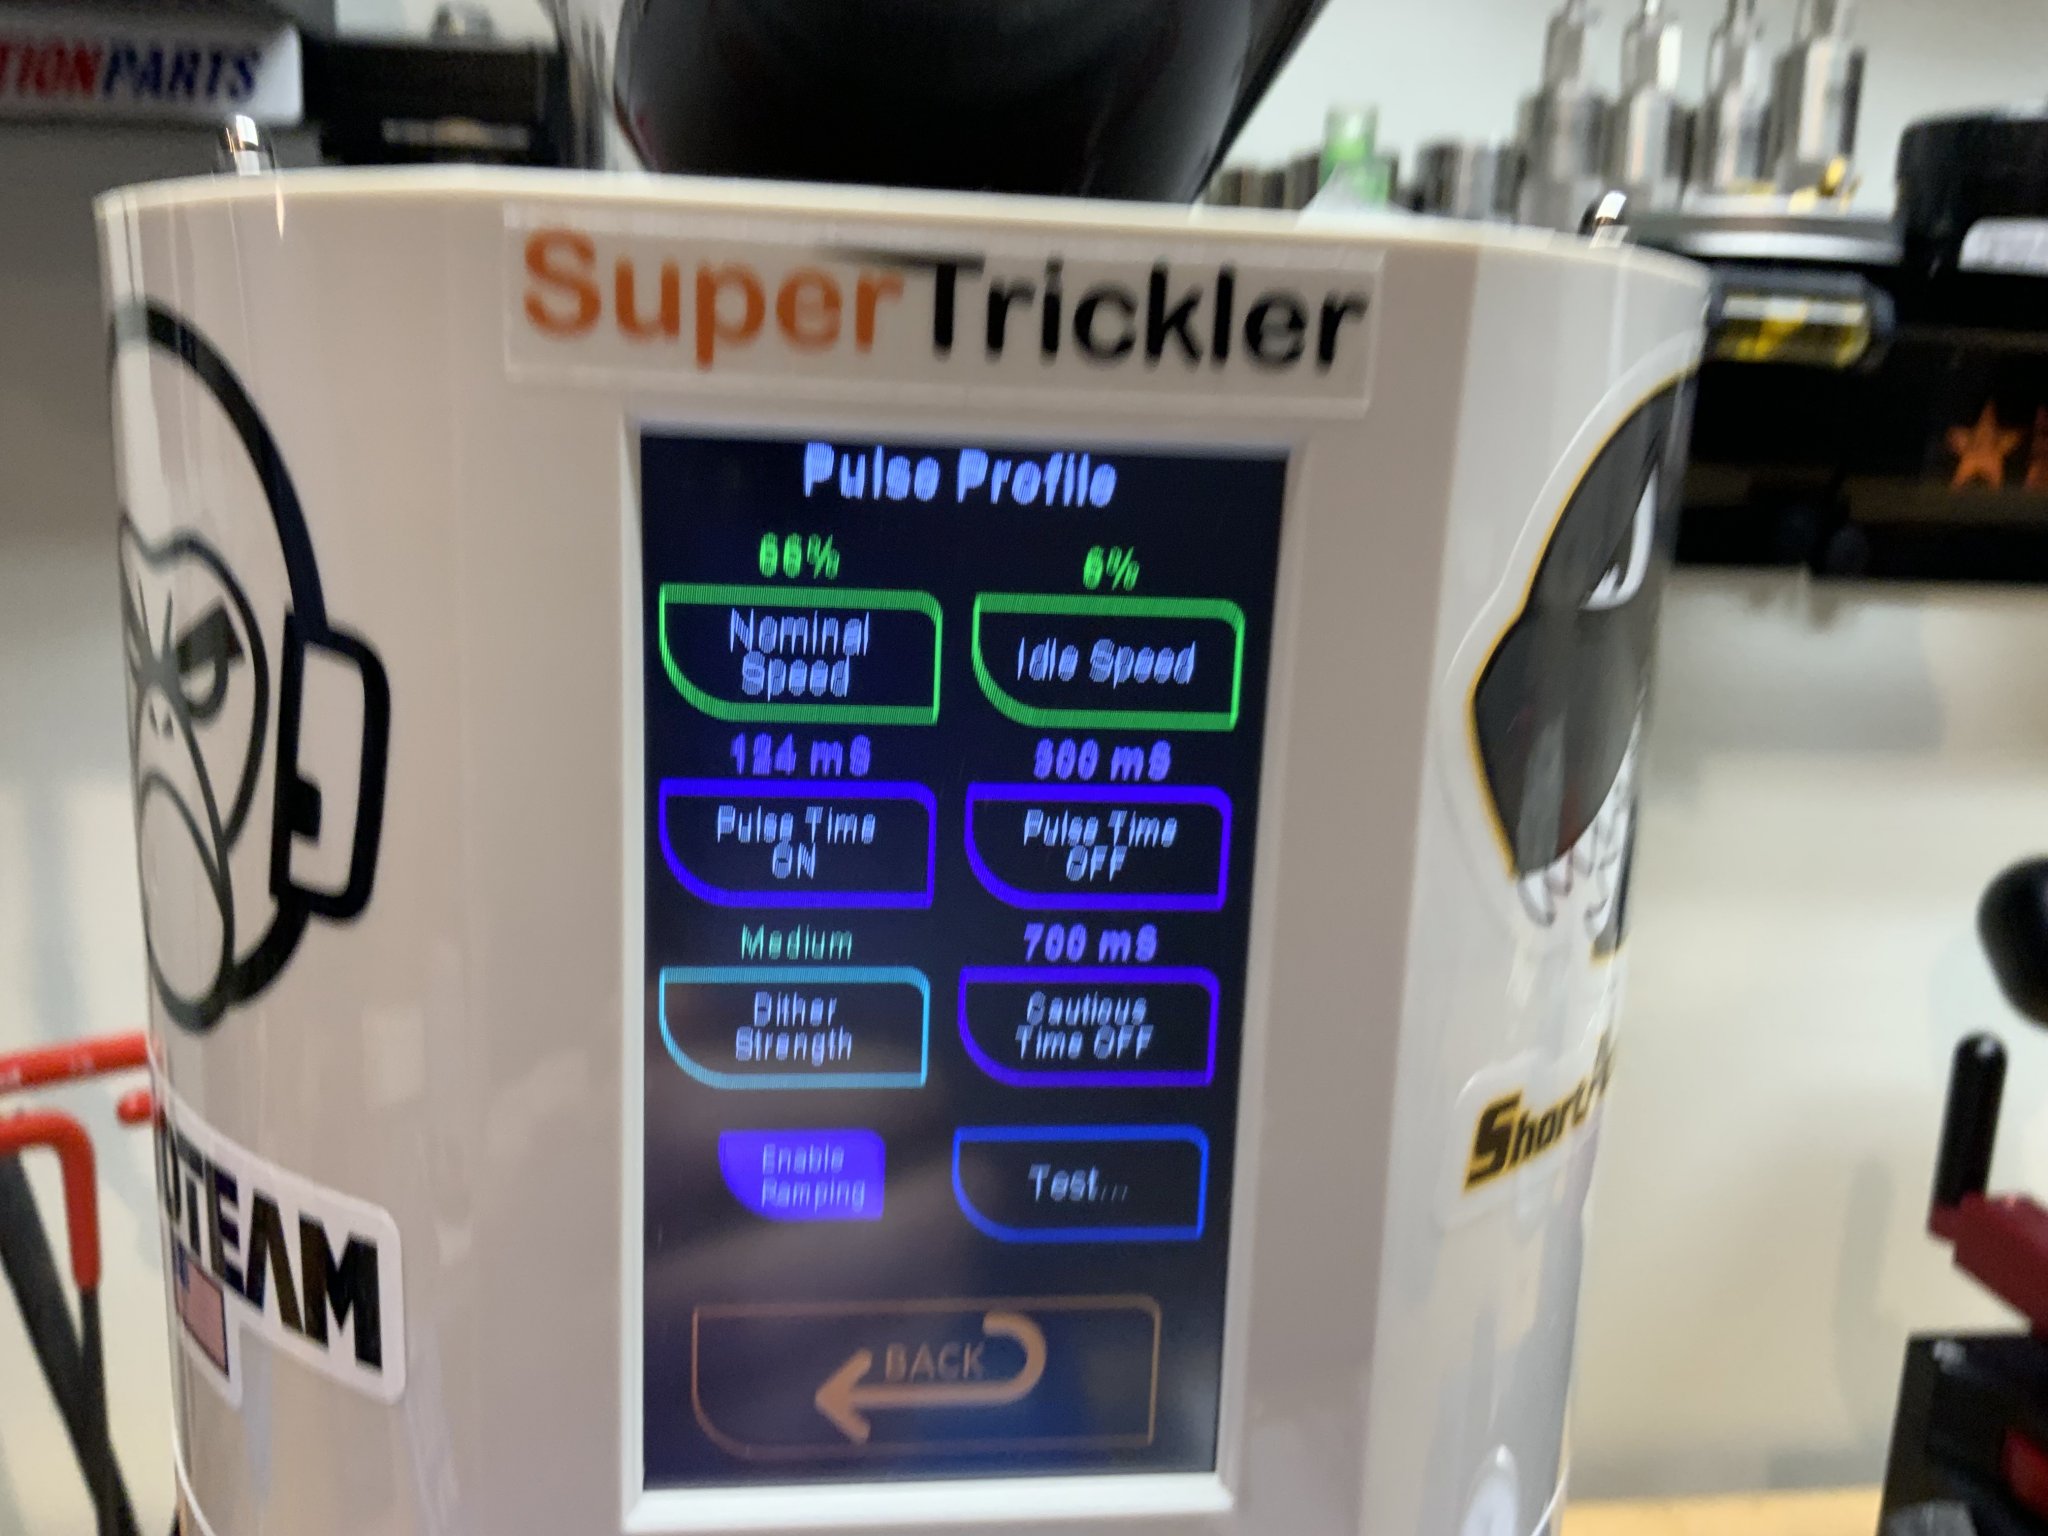 TIONPARTS
SuperTrickler
Pulse Profile
66% 6%
Nominal
Speed
Idle Speed
124 mS 900 mS
Pulse Time
ON
Pulse Time
OFF
Medium 700 mS
Dither
Strength
Cautious
Time OFF
Enable
Ramping
Test...
BACK
OTEAM